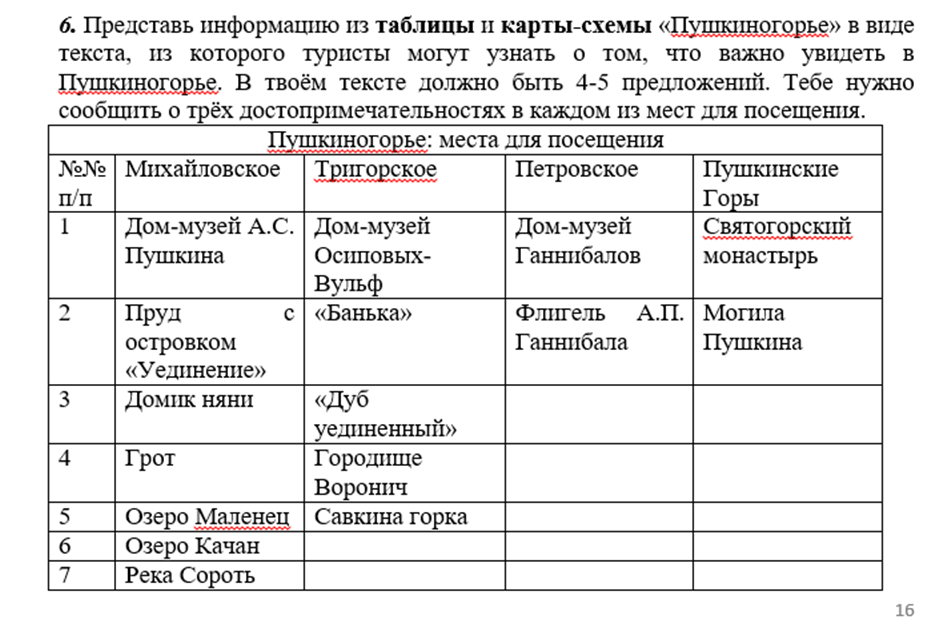 6. Представь информацию из таблицы и карты-схемы «Пушкиногорье» в виде
текста, из которого туристы могут узнать о том, что важно увидеть в
Пушкиногорье. В твоём тексте должно быть 4-5 предложений. Тебе нужно
сообщить о трёх достопримечательностях в каждом из мест для посещения.
Пушкиногорье: места для посещения
№№ п/п Михайловское Тригорское Петровское Пушкинские Горы
1 Дом-музей А.С. Пушкина Дом-музей Осиповых-Вульф Дом-музей Ганнибалов Святогорский монастырь
2 Пруд с островком «Уединение» «Банька» Флигель А.П. Ганнибала Могила Пушкина
3 Домик няни «Дуб уединенный»
4 Грот Городище Воронич
5 Озеро Маленец Савкина горка
6 Озеро Качан
7 Река Сороть
16